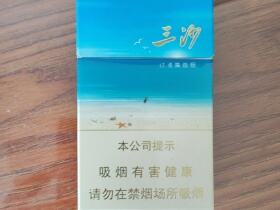 三沙
本公司提示
吸烟有害健康
请勿在禁烟场所吸烟